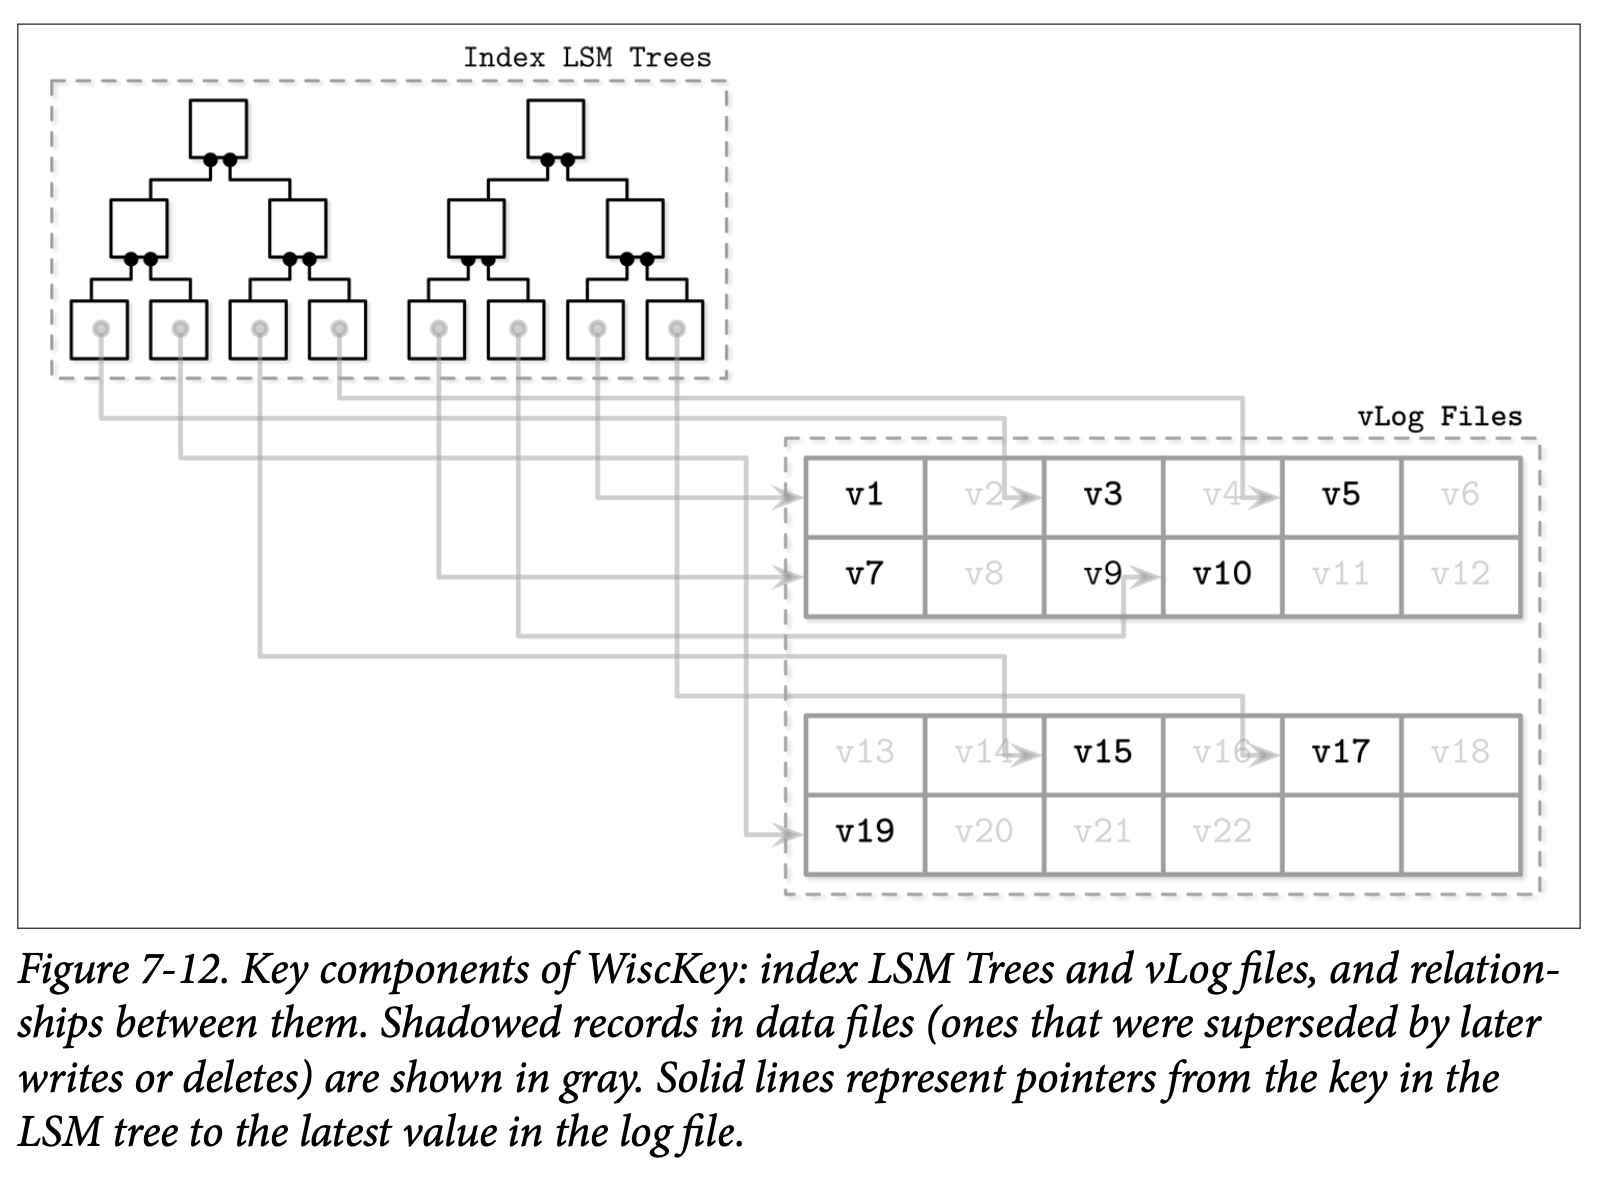 Index LSM Trees
vLog Files
v1 v2 v3 v4 v5 v6
v7 v8 v9 v10 v11 v12
v13 v14 v15 v16 v17 v18
v19 v20 v21 v22
Figure 7-12. Key components of WiscKey: index LSM Trees and vLog files, and relation-
ships between them. Shadowed records in data files (ones that were superseded by later
writes or deletes) are shown in gray. Solid lines represent pointers from the key in the
LSM tree to the latest value in the log file.